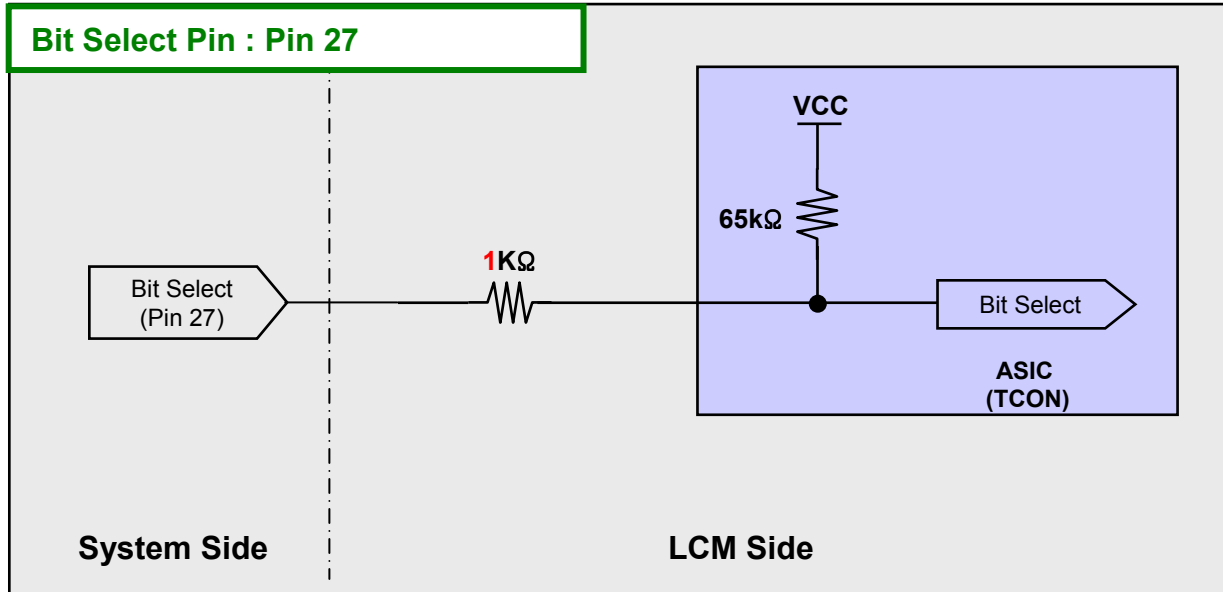 Bit Select Pin : Pin 27
VCC
65kΩ
1KΩ
Bit Select
(Pin 27)
Bit Select
ASIC
(TCON)
System Side
LCM Side